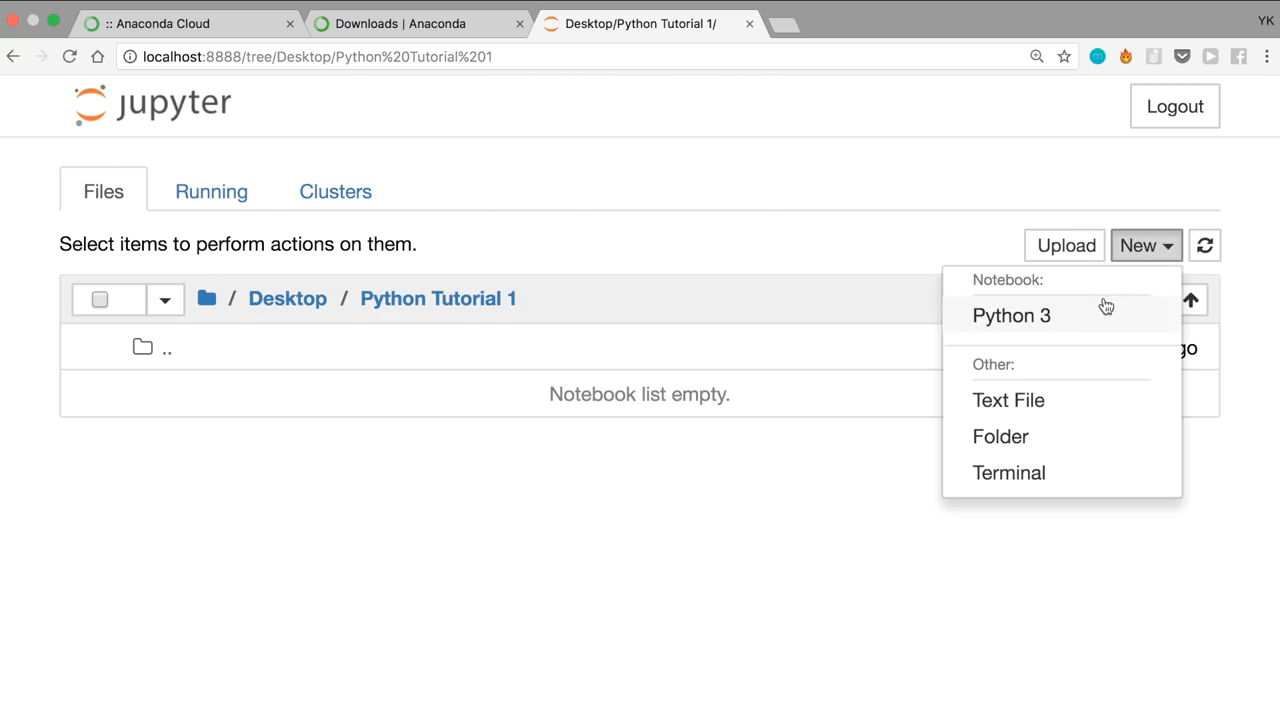 :: Anaconda Cloud
Downloads | Anaconda
Desktop/Python Tutorial 1/
YK
localhost:8888/tree/Desktop/Python%20Tutorial%201
jupyter
Logout
Files
Running
Clusters
Select items to perform actions on them.
Upload
New
/ Desktop / Python Tutorial 1
Notebook:
Python 3
..
go
Other:
Notebook list empty.
Text File
Folder
Terminal